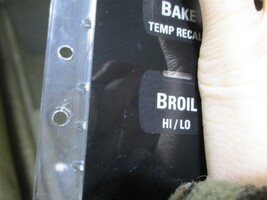 BAKE
TEMP RECAL
BROIL
HI / LO